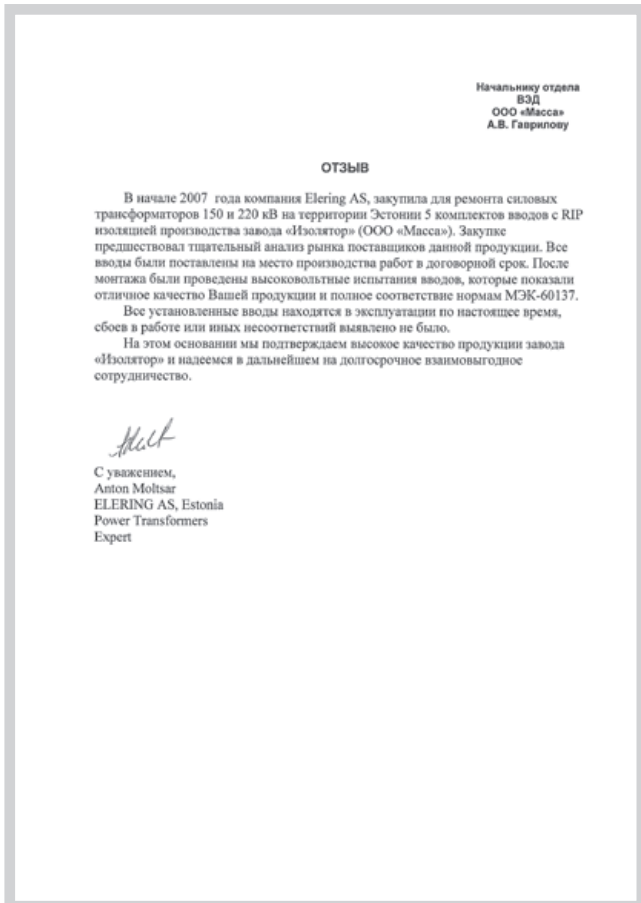 Начальнику отдела
ВЭД
ООО «Масса»
А.В. Гаврилову
ОТЗЫВ
В начале 2007 года компания Elering AS, закупила для ремонта силовых
трансформаторов 150 и 220 кВ на территории Эстонии 5 комплектов вводов с RIP
изоляцией производства завода «Изолятор» (ООО «Масса»). Закупке
предшествовал тщательный анализ рынка поставщиков данной продукции. Все
вводы были поставлены на место производства работ в договорной срок. После
монтажа были проведены высоковольтные испытания вводов, которые показали
отличное качество Вашей продукции и полное соответствие нормам МЭК-60137.
Все установленные вводы находятся в эксплуатации по настоящее время,
сбоев в работе или иных несоответствий выявлено не было.
На этом основании мы подтверждаем высокое качество продукции завода
«Изолятор» и надеемся в дальнейшем на долгосрочное взаимовыгодное
сотрудничество.
С уважением,
Anton Moltsar
ELERING AS, Estonia
Power Transformers
Expert